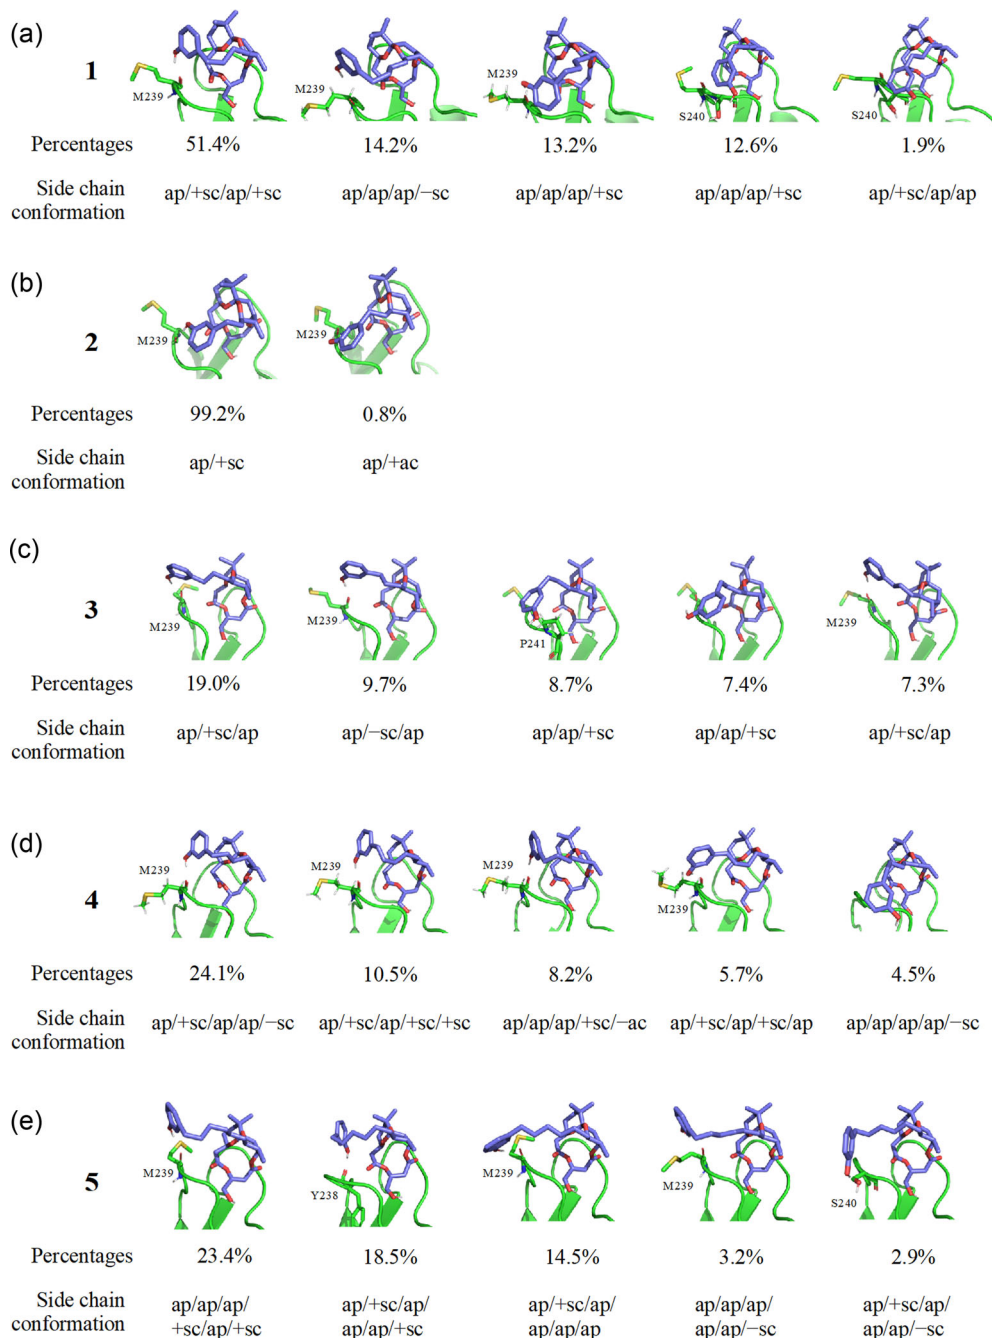 (a)
1
M239
M239
M239
S240
S240
Percentages 51.4% 14.2% 13.2% 12.6% 1.9%
Side chain
conformation
ap/+sc/ap/+sc ap/ap/ap/−sc ap/ap/ap/+sc ap/ap/ap/+sc ap/+sc/ap/ap
(b)
2
M239
M239
Percentages 99.2% 0.8%
Side chain
conformation
ap/+sc ap/+ac
(c)
3
M239
M239
P241
M239
Percentages 19.0% 9.7% 8.7% 7.4% 7.3%
Side chain
conformation
ap/+sc/ap ap/−sc/ap ap/ap/+sc ap/ap/+sc ap/+sc/ap
(d)
4
M239
M239
M239
M239
Percentages 24.1% 10.5% 8.2% 5.7% 4.5%
Side chain
conformation
ap/+sc/ap/ap/−sc ap/+sc/ap/+sc/+sc ap/ap/ap/+sc/−ac ap/+sc/ap/+sc/ap ap/ap/ap/ap/−sc
(e)
5
M239
Y238
M239
M239
S240
Percentages 23.4% 18.5% 14.5% 3.2% 2.9%
Side chain
conformation
ap/ap/ap/ ap/+sc/ap/ ap/+sc/ap/ ap/ap/ap/ ap/+sc/ap/
+sc/ap/+sc ap/ap/+sc ap/ap/ap ap/ap/−sc ap/ap/−sc